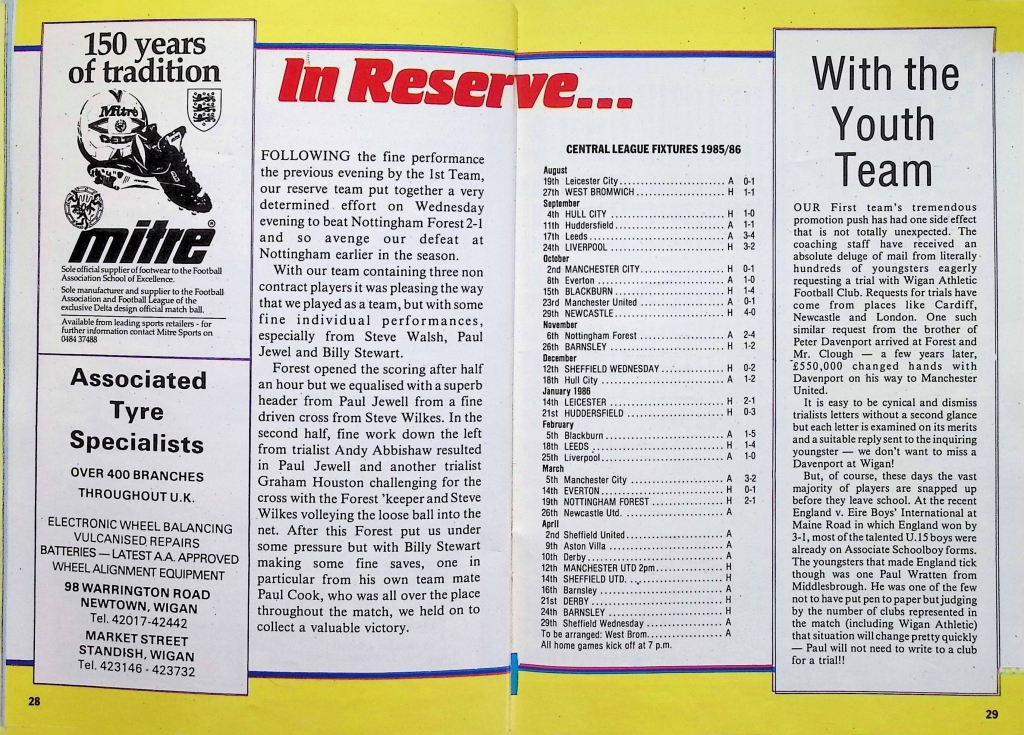 150 years
of tradition
Mitre
DELTA
mitre®
Sole official supplier of footwear to the Football
Association School of Excellence.
Sole manufacturer and supplier to the Football
Association and Football League of the
exclusive Delta design official match ball.
Available from leading sports retailers - for
further information contact Mitre Sports on
0484 37488
Associated
Tyre
Specialists
OVER 400 BRANCHES
THROUGHOUT U.K.
ELECTRONIC WHEEL BALANCING
VULCANISED REPAIRS
BATTERIES — LATEST A.A. APPROVED
WHEEL ALIGNMENT EQUIPMENT
98 WARRINGTON ROAD
NEWTOWN, WIGAN
Tel. 42017-42442
MARKET STREET
STANDISH, WIGAN
Tel. 423146 - 423732
28
In Reserve...
FOLLOWING the fine performance
the previous evening by the 1st Team,
our reserve team put together a very
determined effort on Wednesday
evening to beat Nottingham Forest 2-1
and so avenge our defeat at
Nottingham earlier in the season.
With our team containing three non
contract players it was pleasing the way
that we played as a team, but with some
fine individual performances,
especially from Steve Walsh, Paul
Jewel and Billy Stewart.
Forest opened the scoring after half
an hour but we equalised with a superb
header from Paul Jewell from a fine
driven cross from Steve Wilkes. In the
second half, fine work down the left
from trialist Andy Abbishaw resulted
in Paul Jewell and another trialist
Graham Houston challenging for the
cross with the Forest 'keeper and Steve
Wilkes volleying the loose ball into the
net. After this Forest put us under
some pressure but with Billy Stewart
making some fine saves, one in
particular from his own team mate
Paul Cook, who was all over the place
throughout the match, we held on to
collect a valuable victory.
CENTRAL LEAGUE FIXTURES 1985/86
August
19th Leicester City ........ A 0-1
27th WEST BROMWICH ........ H 1-1
September
4th HULL CITY ........ H 1-0
11th Huddersfield ........ A 1-1
17th Leeds ........ A 3-4
24th LIVERPOOL ........ H 3-2
October
2nd MANCHESTER CITY ........ H 0-1
8th Everton ........ A 1-0
15th BLACKBURN ........ H 1-4
23rd Manchester United ........ A 0-1
29th NEWCASTLE ........ H 4-0
November
6th Nottingham Forest ........ A 2-4
26th BARNSLEY ........ H 1-2
December
12th SHEFFIELD WEDNESDAY ........ H 0-2
18th Hull City ........ A 1-2
January 1986
14th LEICESTER ........ H 2-1
21st HUDDERSFIELD ........ H 0-3
February
5th Blackburn ........ A 1-5
18th LEEDS ........ H 1-4
25th Liverpool ........ A 1-0
March
5th Manchester City ........ A 3-2
14th EVERTON ........ H 0-1
19th NOTTINGHAM FOREST ........ H 2-1
26th Newcastle Utd. ........ A
April
2nd Sheffield United ........ A
9th Aston Villa ........ A
10th Derby ........ A
12th MANCHESTER UTD 2pm ........ H
14th SHEFFIELD UTD. ........ H
16th Barnsley ........ A
21st DERBY ........ H
24th BARNSLEY ........ H
29th Sheffield Wednesday ........ A
To be arranged: West Brom ........ A
All home games kick off at 7 p.m.
With the
Youth
Team
OUR First team's tremendous
promotion push has had one side effect
that is not totally unexpected. The
coaching staff have received an
absolute deluge of mail from literally
hundreds of youngsters eagerly
requesting a trial with Wigan Athletic
Football Club. Requests for trials have
come from places like Cardiff,
Newcastle and London. One such
similar request from the brother of
Peter Davenport arrived at Forest and
Mr. Clough — a few years later,
£550,000 changed hands with
Davenport on his way to Manchester
United.
It is easy to be cynical and dismiss
trialists letters without a second glance
but each letter is examined on its merits
and a suitable reply sent to the inquiring
youngster — we don't want to miss a
Davenport at Wigan!
But, of course, these days the vast
majority of players are snapped up
before they leave school. At the recent
England v. Eire Boys' International at
Maine Road in which England won by
3-1, most of the talented U.15 boys were
already on Associate Schoolboy forms.
The youngsters that made England tick
though was one Paul Wratten from
Middlesbrough. He was one of the few
not to have put pen to paper but judging
by the number of clubs represented in
the match (including Wigan Athletic)
that situation will change pretty quickly
— Paul will not need to write to a club
for a trial!!
29